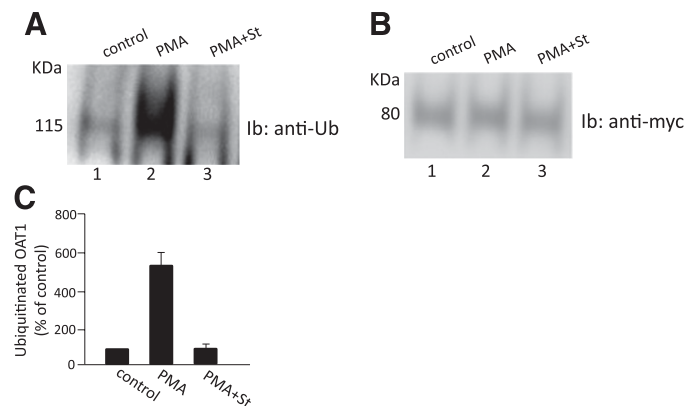 A
control PMA PMA+St
KDa
115
Ib: anti-Ub
1 2 3
B
control PMA PMA+St
KDa
80
Ib: anti-myc
1 2 3
C
Ubiquitinated OAT1
(% of control)
800
600
400
200
0
control PMA PMA+St